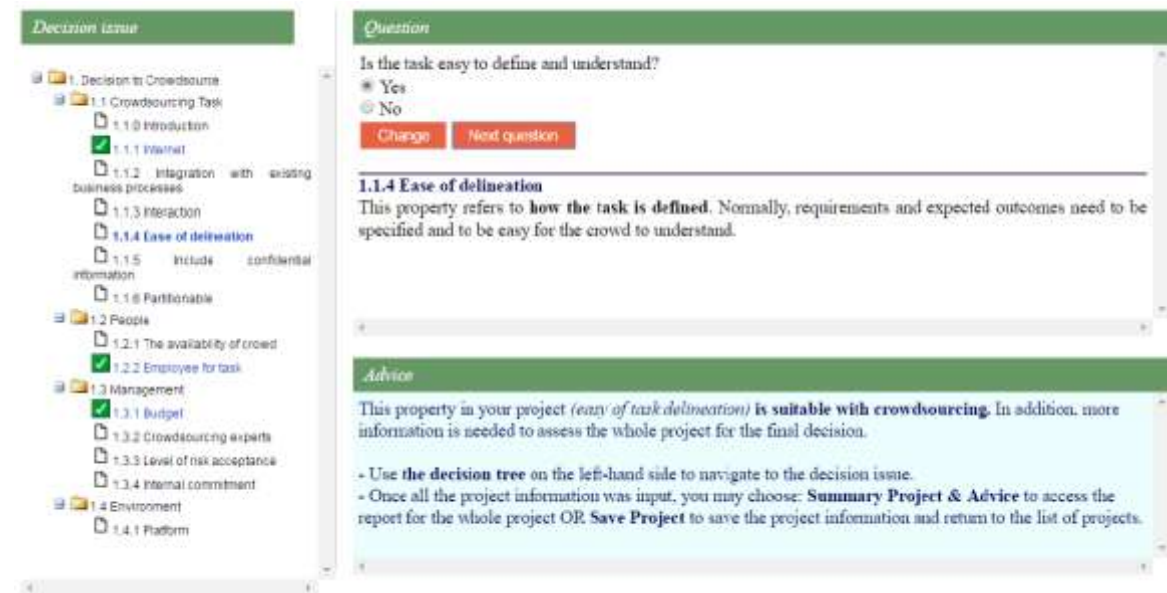 Decision issue
1. Decision to Crowdsource
1.1 Crowdsourcing Task
1.1.0 Introduction
1.1.1 Internet
1.1.2 Integration with existing
business processes
1.1.3 Interaction
1.1.4 Ease of delineation
1.1.5 Include confidential
information
1.1.6 Partitionable
1.2 People
1.2.1 The availability of crowd
1.2.2 Employee for task
1.3 Management
1.3.1 Budget
1.3.2 Crowdsourcing experts
1.3.3 Level of risk acceptance
1.3.4 Internal commitment
1.4 Environment
1.4.1 Platform
Question
Is the task easy to define and understand?
Yes
No
Change Next question
1.1.4 Ease of delineation
This property refers to how the task is defined. Normally, requirements and expected outcomes need to be
specified and to be easy for the crowd to understand.
Advice
This property in your project (easy of task delineation) is suitable with crowdsourcing. In addition, more
information is needed to assess the whole project for the final decision.
- Use the decision tree on the left-hand side to navigate to the decision issue.
- Once all the project information was input, you may choose: Summary Project & Advice to access the
report for the whole project OR Save Project to save the project information and return to the list of projects.